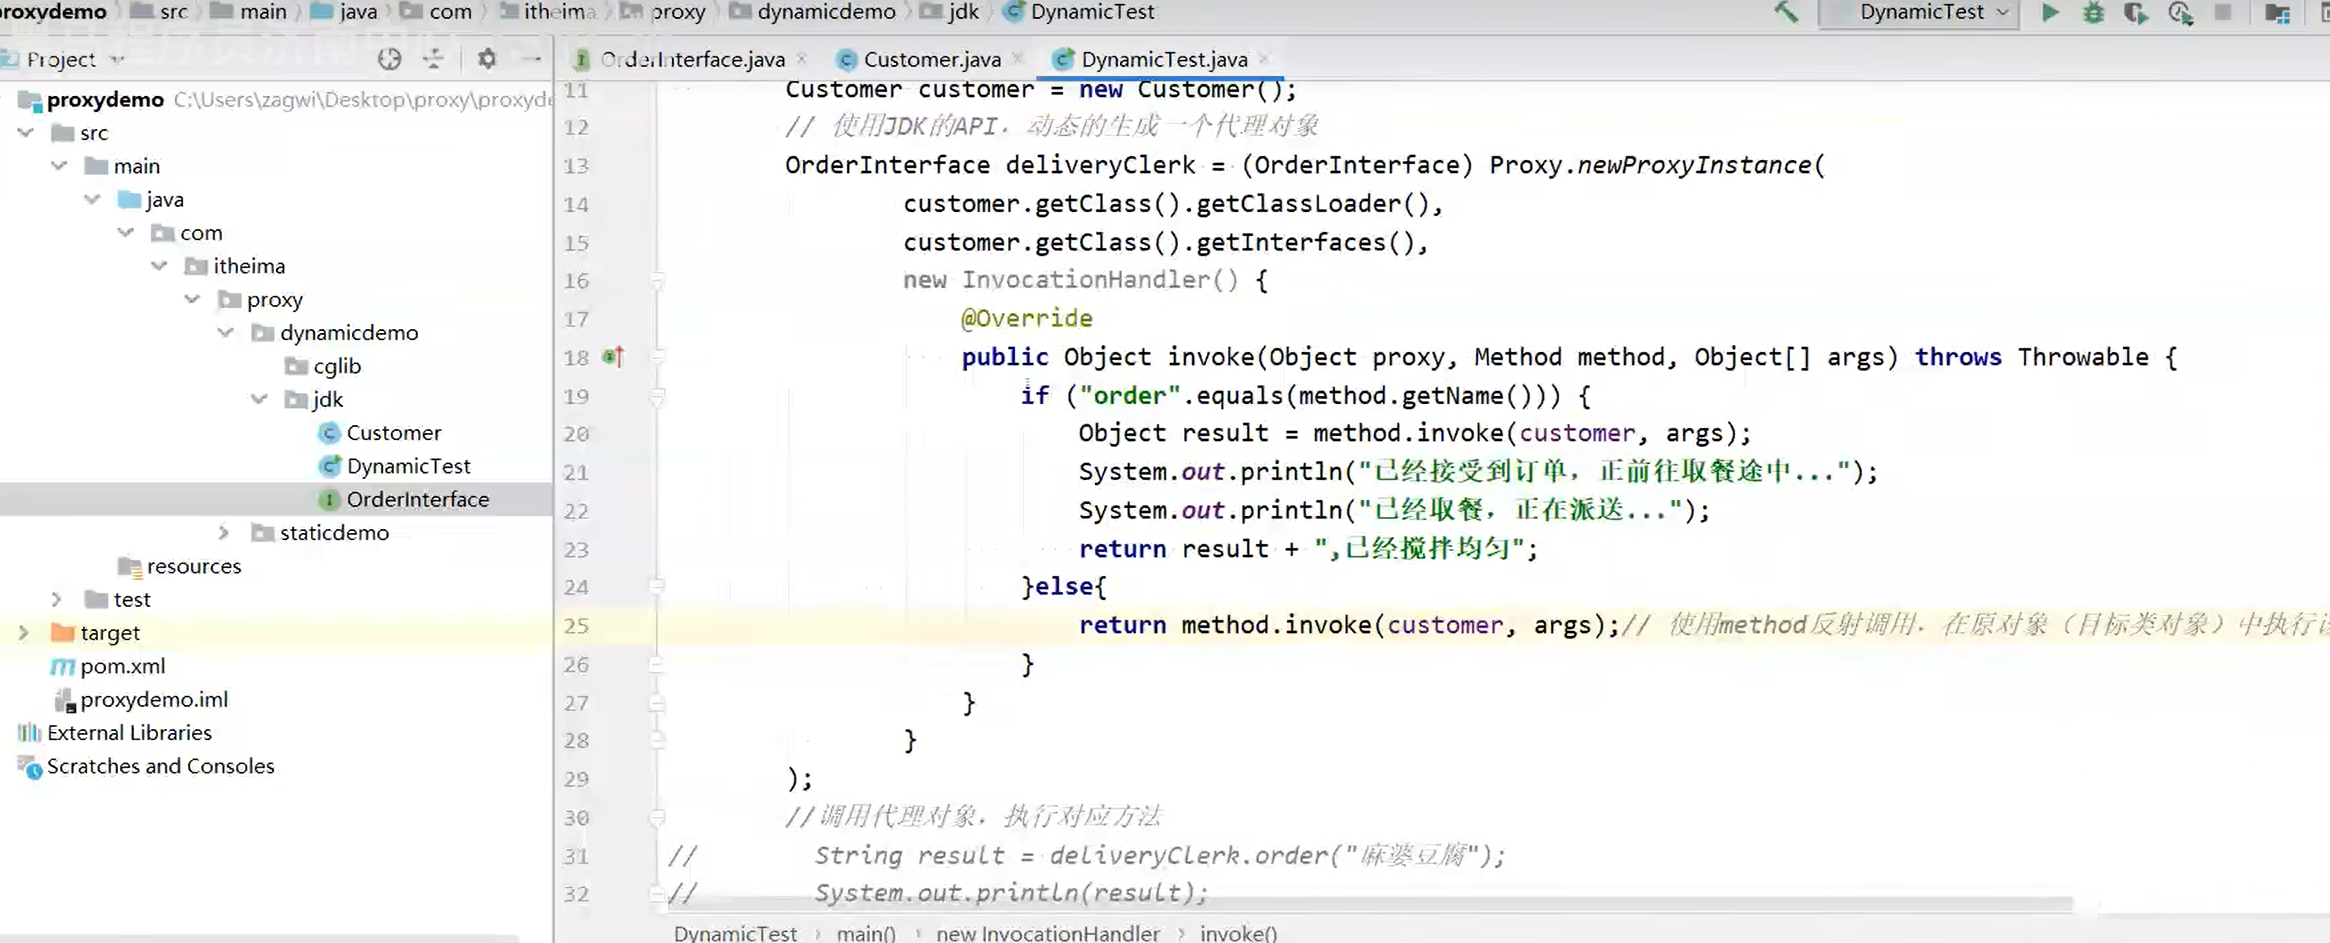 proxydemo src main java com itheima proxy dynamicdemo jdk DynamicTest DynamicTest
Project
OrderInterface.java Customer.java DynamicTest.java
proxydemo C:\Users\zagwi\Desktop\proxy\proxyde
src
main
java
com
itheima
proxy
dynamicdemo
cglib
jdk
Customer
DynamicTest
OrderInterface
staticdemo
resources
test
target
pom.xml
proxydemo.iml
External Libraries
Scratches and Consoles
11 Customer customer = new Customer();
12 // 使用JDK的API，动态的生成一个代理对象
13 OrderInterface deliveryClerk = (OrderInterface) Proxy.newProxyInstance(
14 customer.getClass().getClassLoader(),
15 customer.getClass().getInterfaces(),
16 new InvocationHandler() {
17 @Override
18 public Object invoke(Object proxy, Method method, Object[] args) throws Throwable {
19 if ("order".equals(method.getName())) {
20 Object result = method.invoke(customer, args);
21 System.out.println("已经接受到订单，正前往取餐途中...");
22 System.out.println("已经取餐，正在派送...");
23 return result + ",已经搅拌均匀";
24 }else{
25 return method.invoke(customer, args);// 使用method反射调用，在原对象（目标类对象）中执行
26 }
27 }
28 }
29 );
30 //调用代理对象，执行对应方法
31 // String result = deliveryClerk.order("麻婆豆腐");
32 // System.out.println(result);
DynamicTest main() new InvocationHandler invoke()